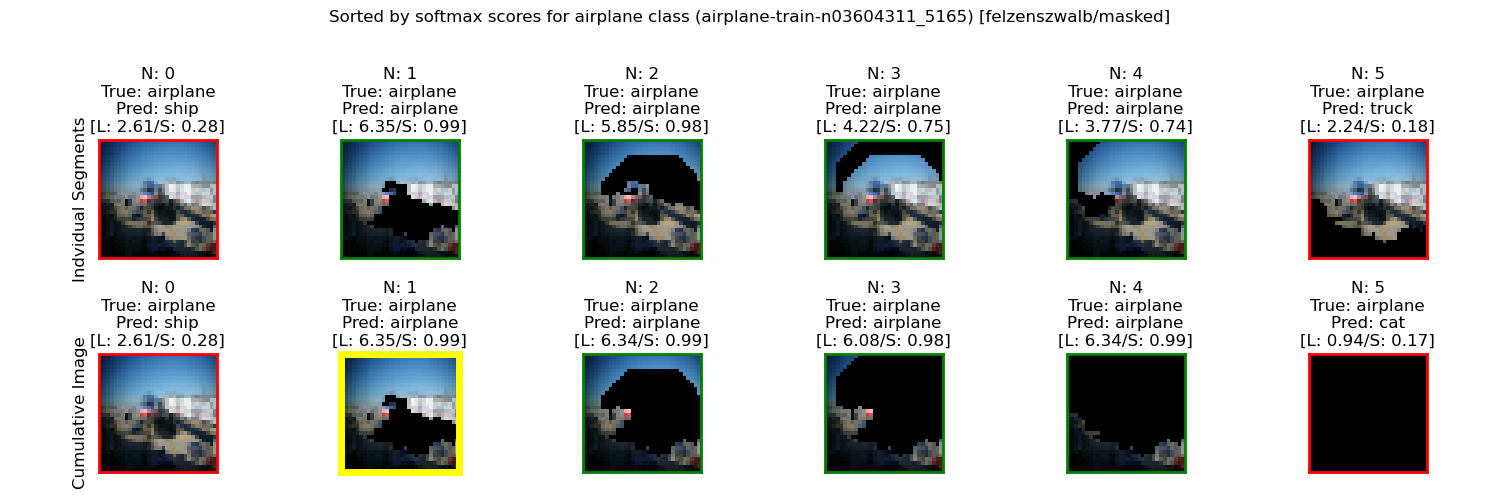 Sorted by softmax scores for airplane class (airplane-train-n03604311_5165) [felzenszwalb/masked]
Indvidual Segments
N: 0
True: airplane
Pred: ship
[L: 2.61/S: 0.28]
N: 1
True: airplane
Pred: airplane
[L: 6.35/S: 0.99]
N: 2
True: airplane
Pred: airplane
[L: 5.85/S: 0.98]
N: 3
True: airplane
Pred: airplane
[L: 4.22/S: 0.75]
N: 4
True: airplane
Pred: airplane
[L: 3.77/S: 0.74]
N: 5
True: airplane
Pred: truck
[L: 2.24/S: 0.18]
Cumulative Image
N: 0
True: airplane
Pred: ship
[L: 2.61/S: 0.28]
N: 1
True: airplane
Pred: airplane
[L: 6.35/S: 0.99]
N: 2
True: airplane
Pred: airplane
[L: 6.34/S: 0.99]
N: 3
True: airplane
Pred: airplane
[L: 6.08/S: 0.98]
N: 4
True: airplane
Pred: airplane
[L: 6.34/S: 0.99]
N: 5
True: airplane
Pred: cat
[L: 0.94/S: 0.17]